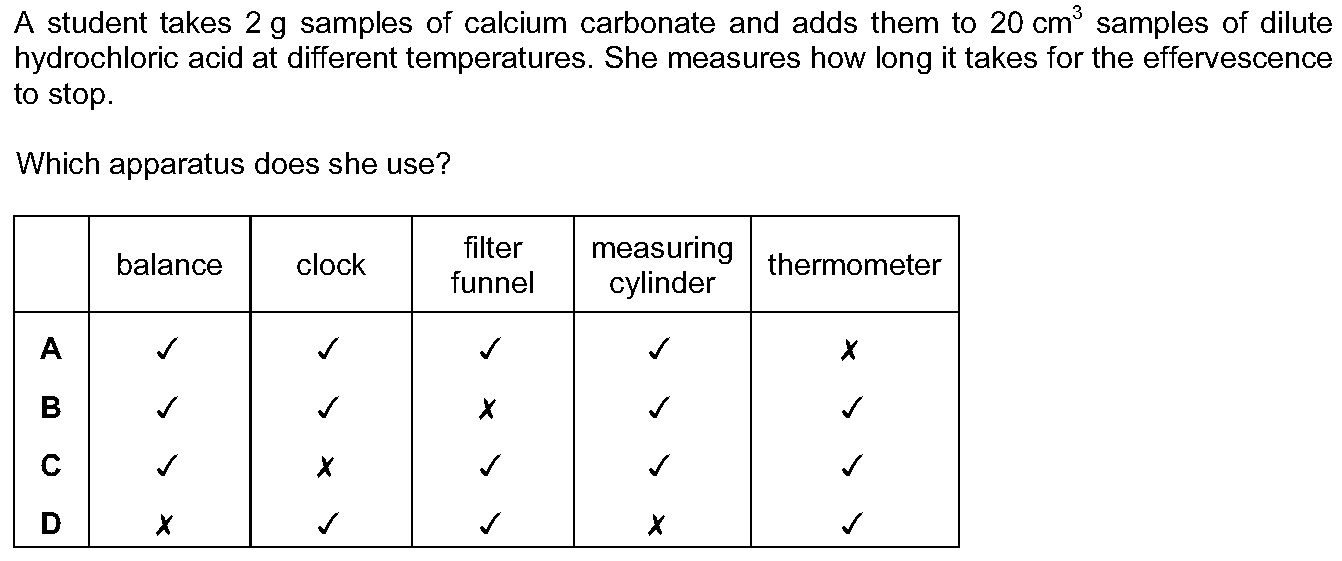 A student takes 2 g samples of calcium carbonate and adds them to 20 cm³ samples of dilute
hydrochloric acid at different temperatures. She measures how long it takes for the effervescence
to stop.
Which apparatus does she use?
balance clock filter funnel measuring cylinder thermometer
A ✓ ✓ ✓ ✓ ✗
B ✓ ✓ ✗ ✓ ✓
C ✓ ✗ ✓ ✓ ✓
D ✗ ✓ ✓ ✗ ✓